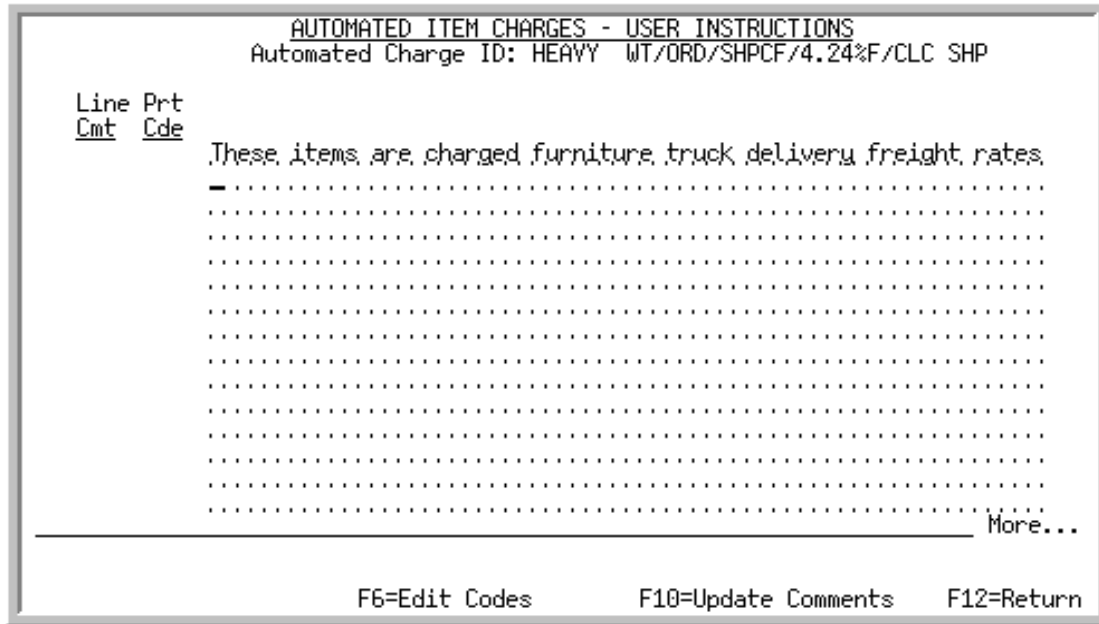 AUTOMATED ITEM CHARGES - USER INSTRUCTIONS
Automated Charge ID: HEAVY WT/ORD/SHPCF/4.24%F/CLC SHP
Line Prt
Cmt Cde
These items are charged furniture truck delivery freight rates
More...
F6=Edit Codes F10=Update Comments F12=Return